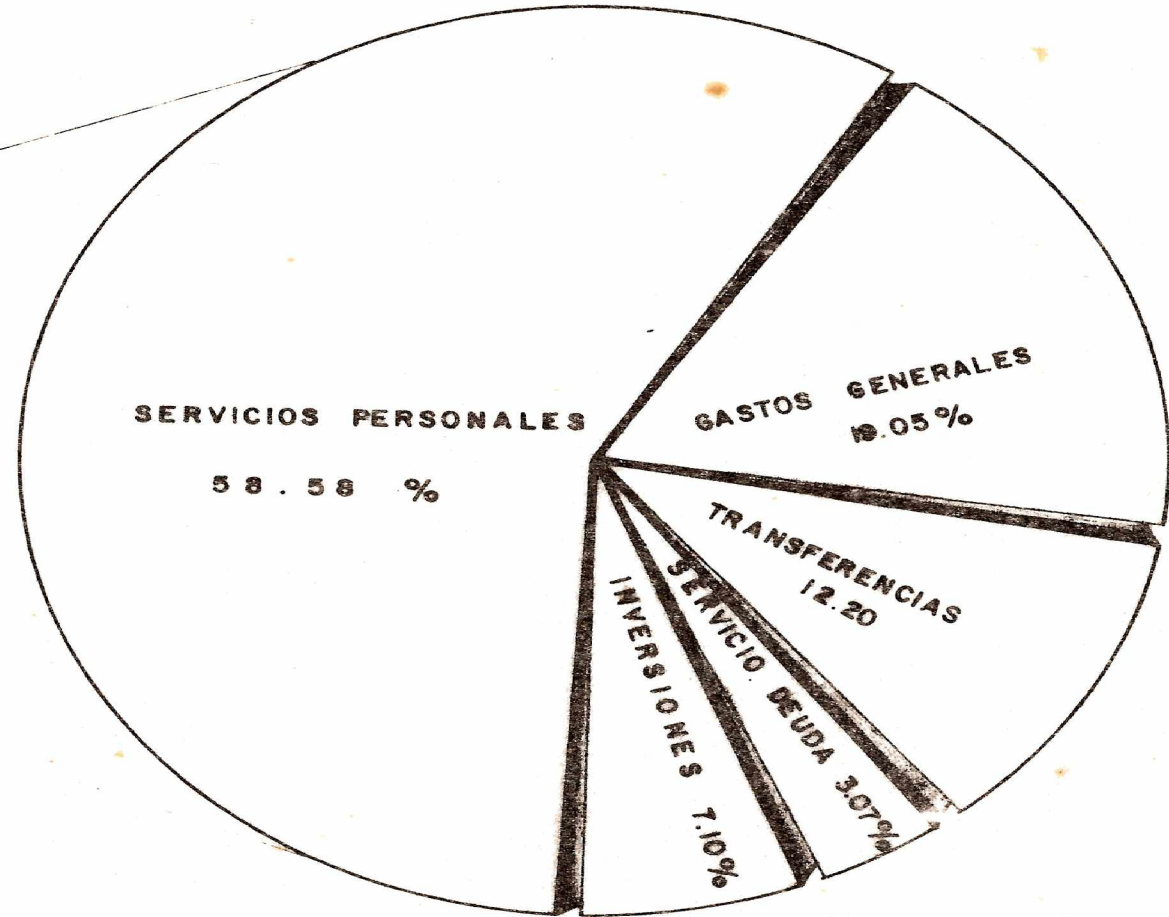 SERVICIOS PERSONALES
58.58 %
GASTOS GENERALES
19.05%
TRANSFERENCIAS
12.20
SERVICIO DEUDA 3.07%
INVERSIONES 7.10%